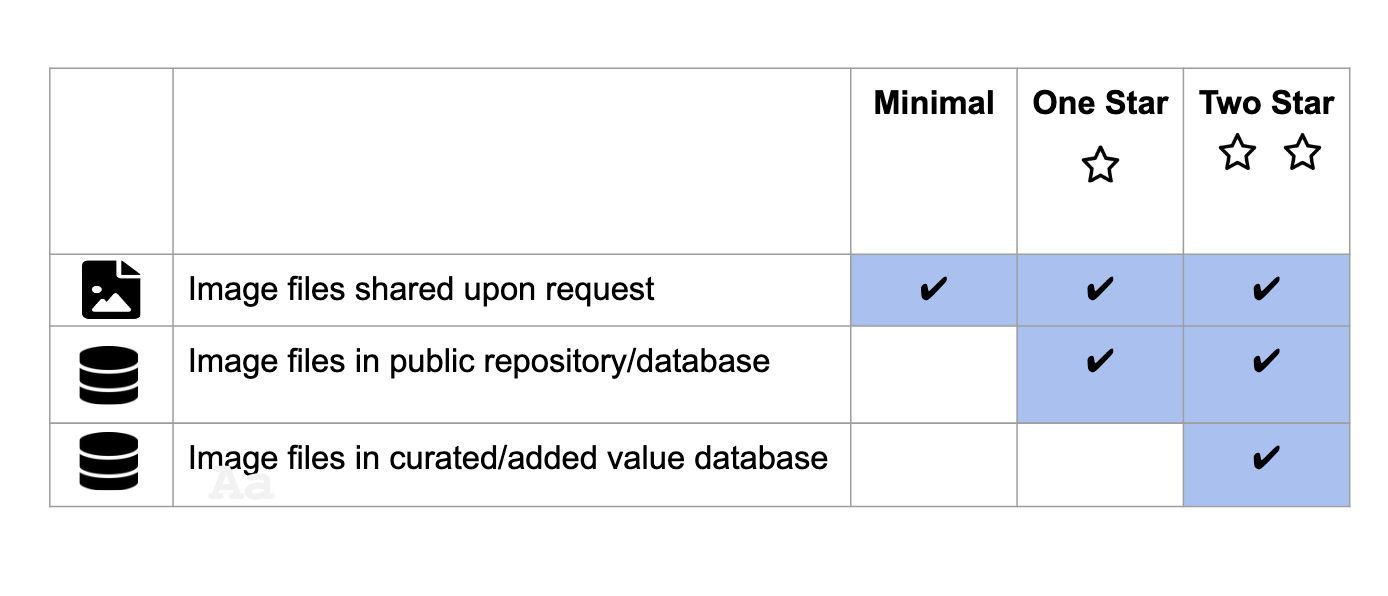 Minimal One Star Two Star
Image files shared upon request ✔ ✔ ✔
Image files in public repository/database ✔ ✔
Image files in curated/added value database ✔
Aa